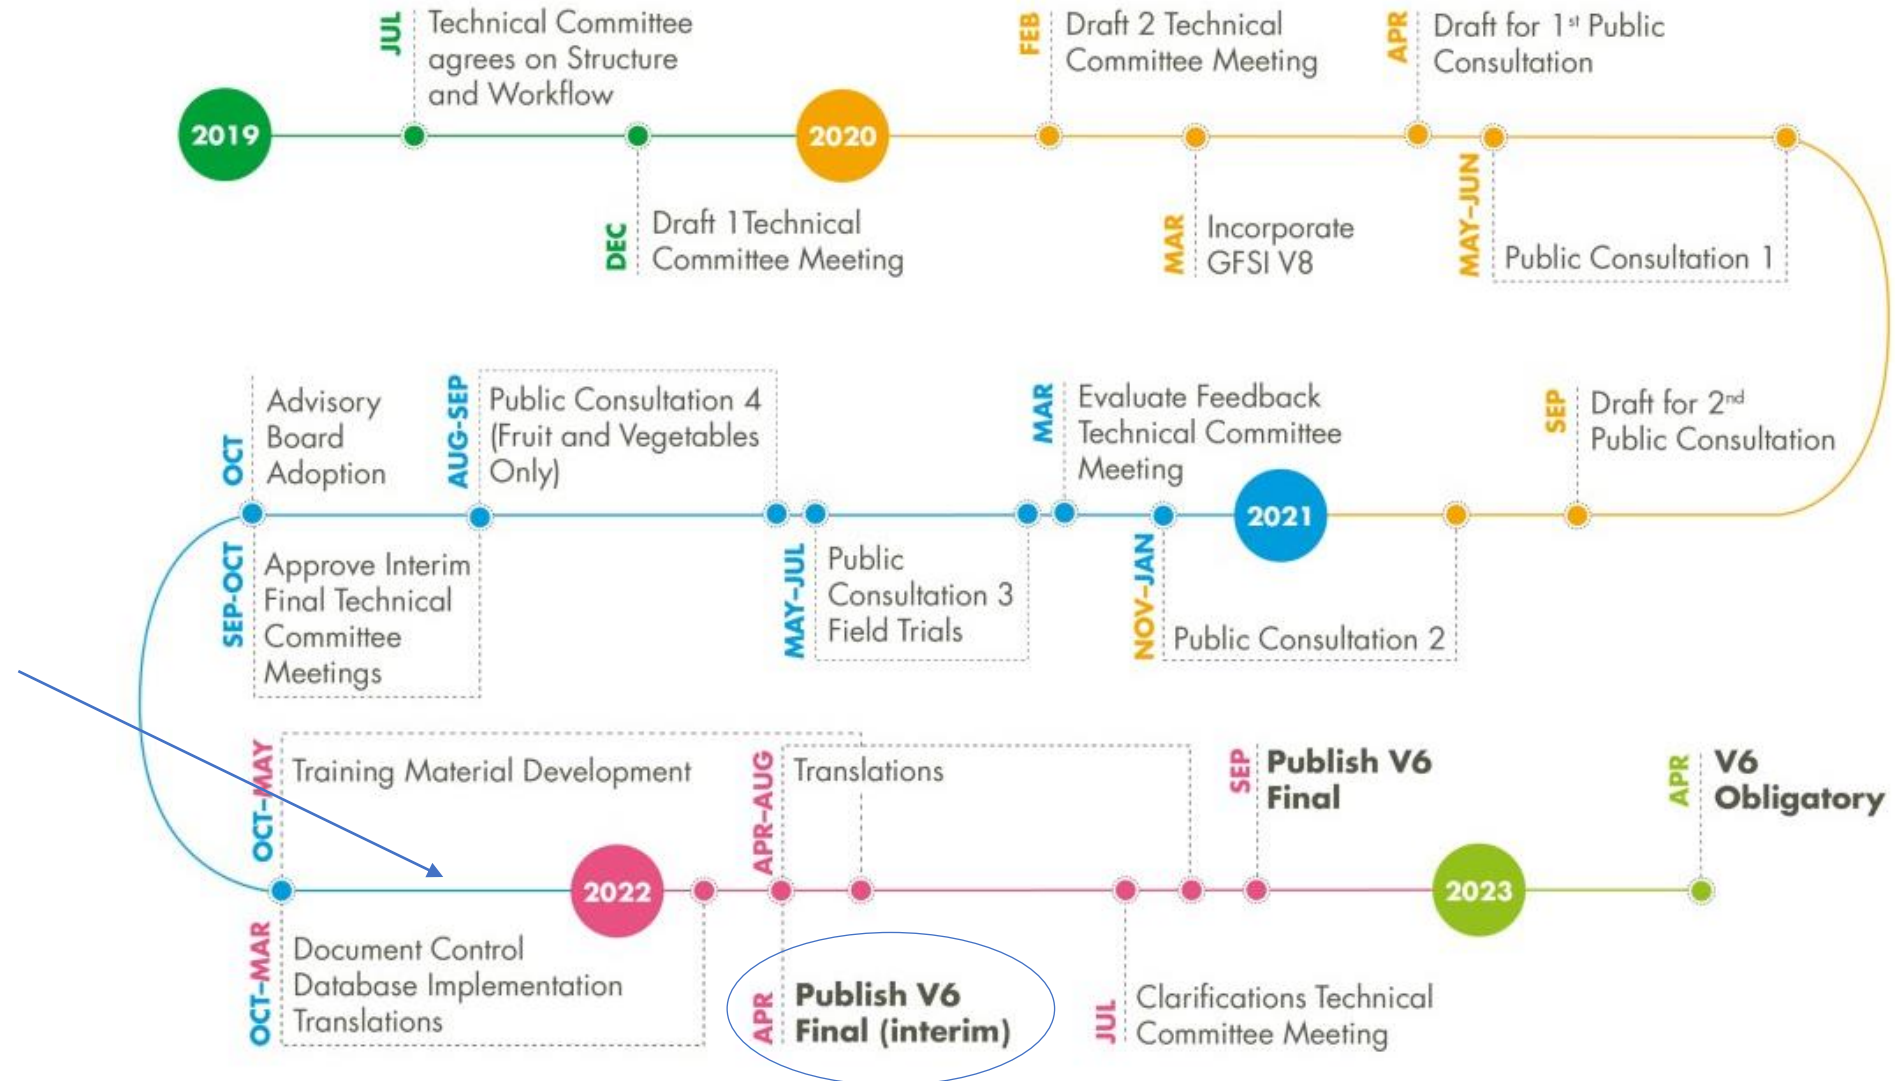 JUL
Technical Committee
agrees on Structure
and Workflow
FEB
Draft 2 Technical
Committee Meeting
APR
Draft for 1st Public
Consultation
2019
2020
DEC
Draft 1 Technical
Committee Meeting
MAR
Incorporate
GFSI V8
MAY–JUN
Public Consultation 1
OCT
Advisory
Board
Adoption
AUG-SEP
Public Consultation 4
(Fruit and Vegetables
Only)
MAR
Evaluate Feedback
Technical Committee
Meeting
SEP
Draft for 2nd
Public Consultation
2021
SEP-OCT
Approve Interim
Final Technical
Committee
Meetings
MAY–JUL
Public
Consultation 3
Field Trials
NOV–JAN
Public Consultation 2
OCT–MAY
Training Material Development
APR–AUG
Translations
SEP
Publish V6
Final
APR
V6
Obligatory
2022
2023
OCT–MAR
Document Control
Database Implementation
Translations
APR
Publish V6
Final (interim)
JUL
Clarifications Technical
Committee Meeting